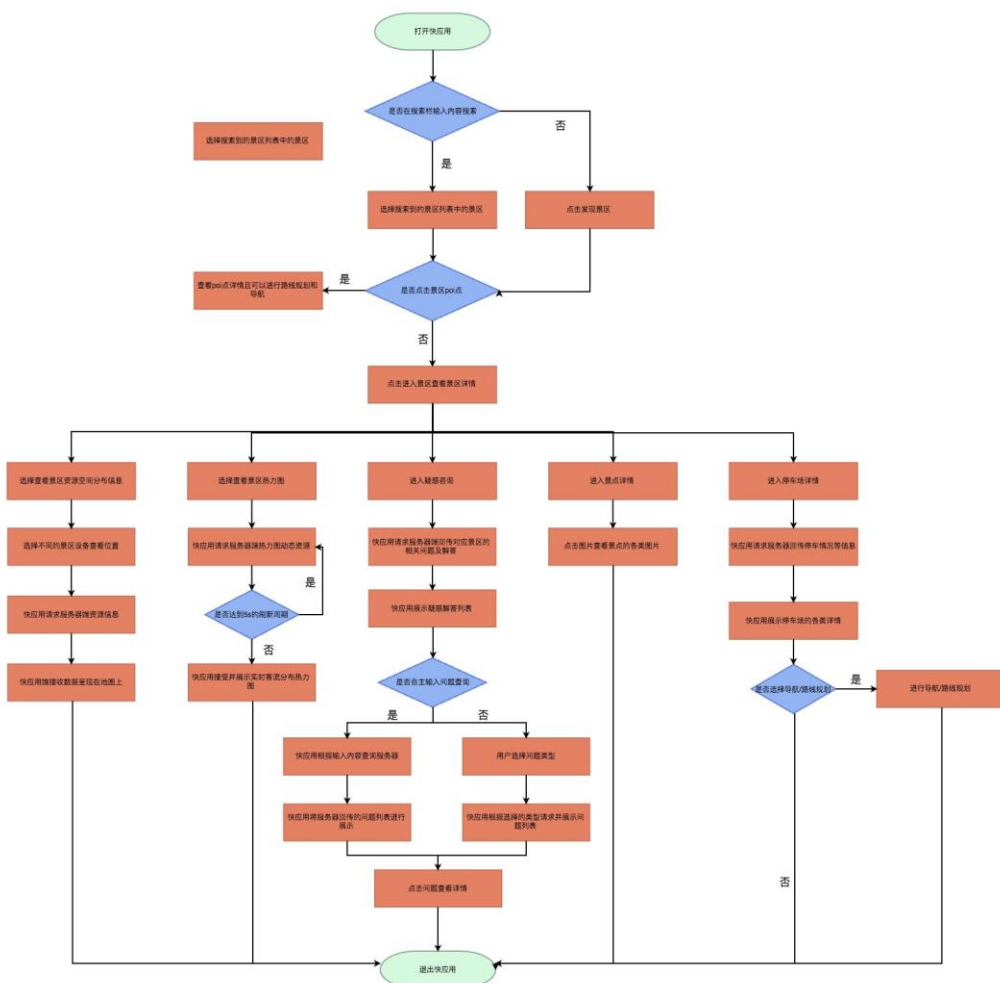 打开快应用
是否在搜索栏输入内容搜索
否
选择搜索到的景区列表中的景区
是
选择搜索到的景区列表中的景区
点击发现景区
是
查看poi点详情且可以进行路线规划和
导航
是否点击景区poi点
否
点击进入景区查看景区详情
选择查看景区资源空间分布信息
选择查看景区热力图
进入疑惑咨询
进入景点详情
进入停车场详情
选择不同的景区设备查看位置
快应用请求服务器端热力图动态资源
快应用请求服务器端回传对应景区的
相关问题及解答
点击图片查看景点的各类图片
快应用请求服务器回传停车情况等信息
是
快应用请求服务器端资源信息
是否达到5s的刷新周期
快应用展示疑惑解答列表
快应用展示停车场的各类详情
否
快应用端接收数据呈现在地图上
快应用接受并展示实时客流分布热力
图
是否自主输入问题查询
是否选择导航/路线规划
是
进行导航/路线规划
是
否
快应用根据输入内容查询服务器
用户选择问题类型
快应用将服务器回传的问题列表进行
展示
快应用根据选择的类型请求并展示问
题列表
点击问题查看详情
否
退出快应用